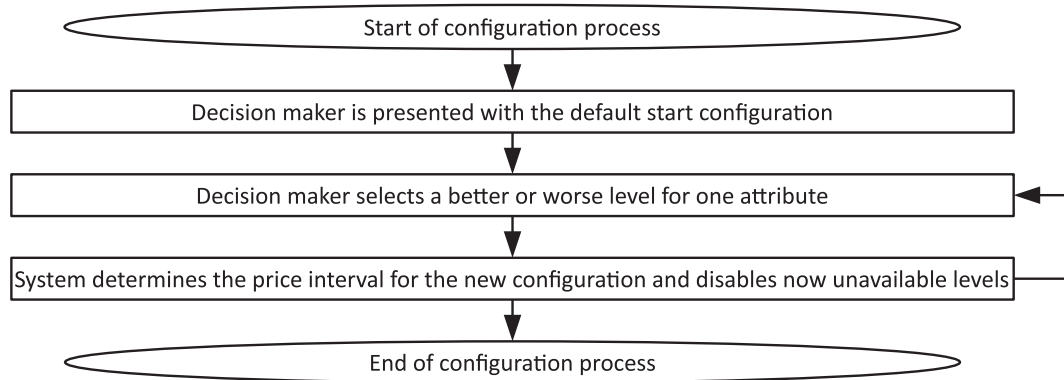 Start of configuration process
Decision maker is presented with the default start configuration
Decision maker selects a better or worse level for one attribute
System determines the price interval for the new configuration and disables now unavailable levels
End of configuration process